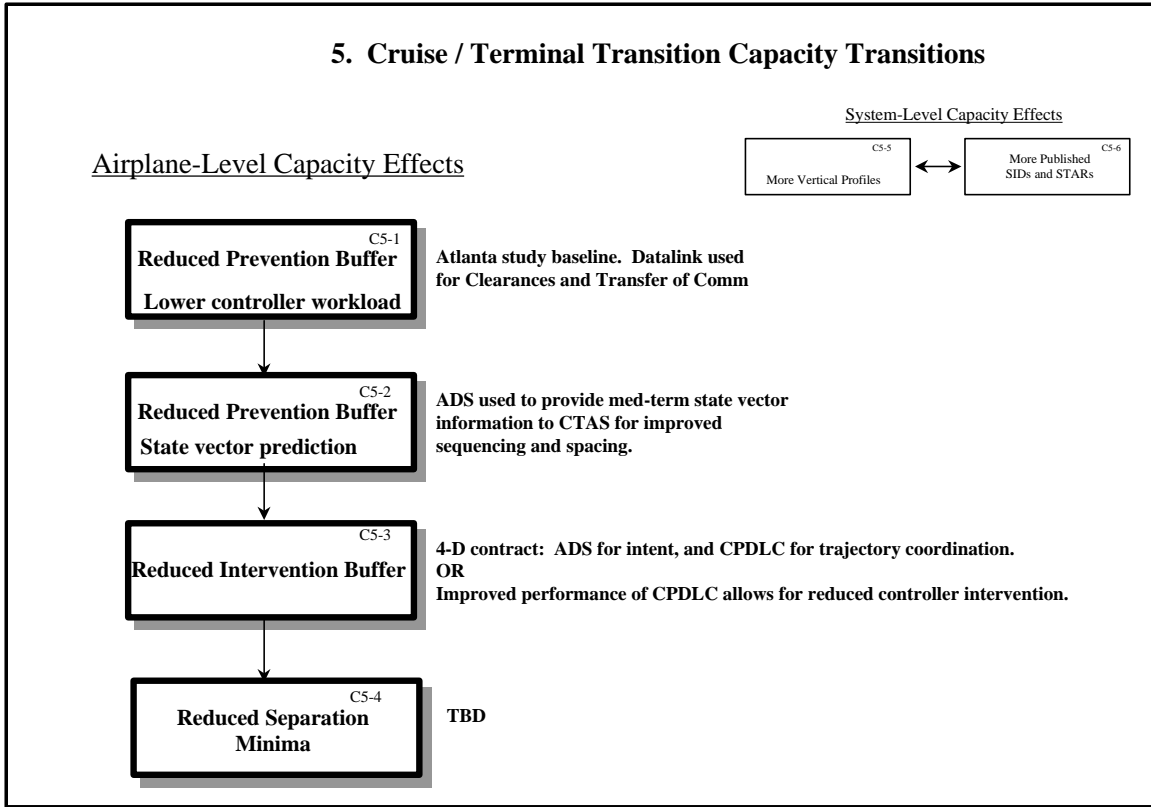 5. Cruise / Terminal Transition Capacity Transitions
System-Level Capacity Effects
C5-5
More Vertical Profiles
C5-6
More Published
SIDs and STARs
Airplane-Level Capacity Effects
C5-1
Reduced Prevention Buffer
Lower controller workload
Atlanta study baseline. Datalink used
for Clearances and Transfer of Comm
C5-2
Reduced Prevention Buffer
State vector prediction
ADS used to provide med-term state vector
information to CTAS for improved
sequencing and spacing.
C5-3
Reduced Intervention Buffer
4-D contract: ADS for intent, and CPDLC for trajectory coordination.
OR
Improved performance of CPDLC allows for reduced controller intervention.
C5-4
Reduced Separation
Minima
TBD